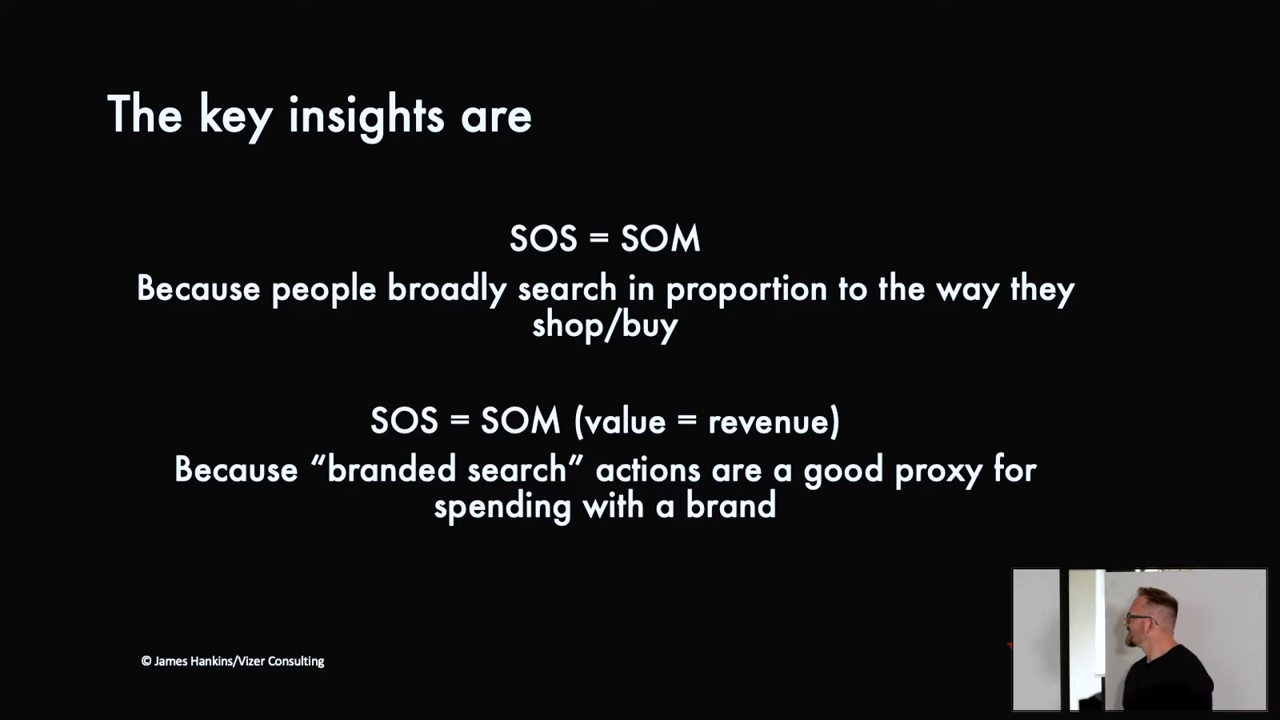 The key insights are
SOS = SOM
Because people broadly search in proportion to the way they
shop/buy
SOS = SOM (value = revenue)
Because “branded search” actions are a good proxy for
spending with a brand
© James Hankins/Vizer Consulting